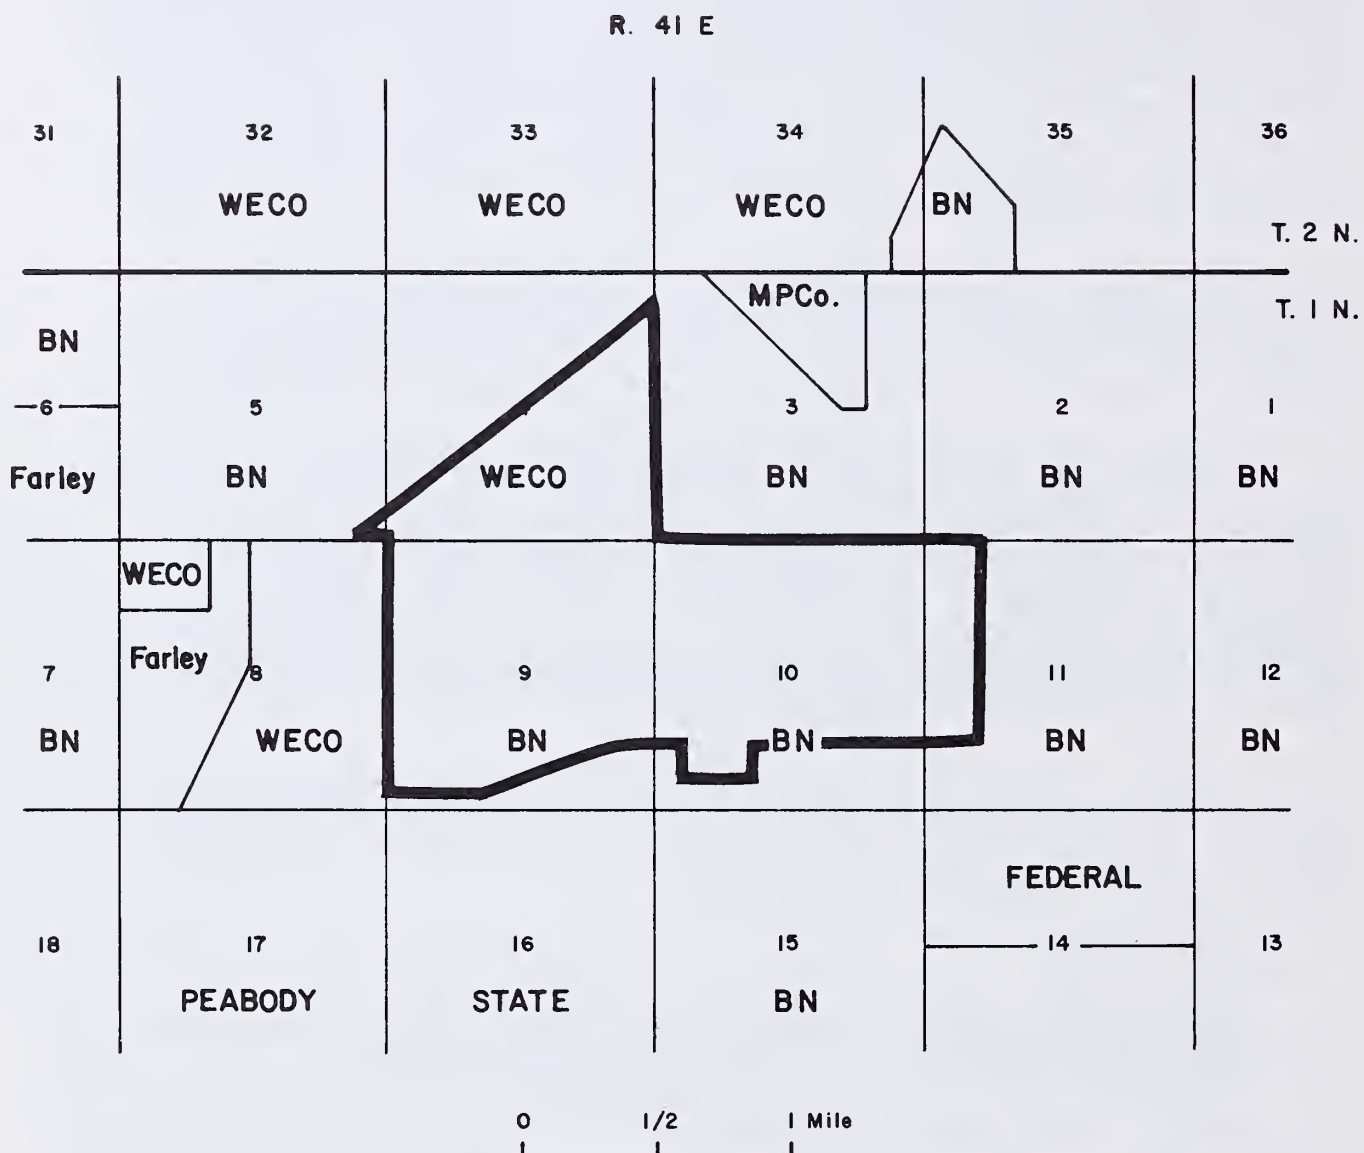 R. 41 E
31 32 33 34 35 36
WECO WECO WECO BN
T. 2 N.
MPCo.
T. 1 N.
BN
6 5 3 2 1
Farley BN WECO BN BN BN
WECO
Farley
7 8 9 10 11 12
BN WECO BN BN BN BN
FEDERAL
18 17 16 15 14 13
PEABODY STATE BN
0 1/2 1 Mile